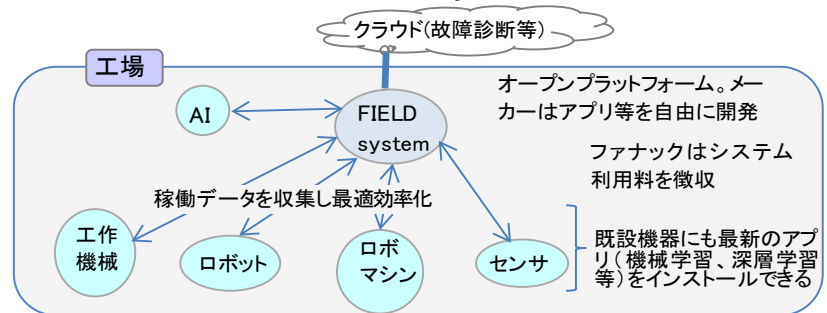 クラウド(故障診断等)
工場
オープンプラットフォーム。メー
カーはアプリ等を自由に開発
AI
FIELD
system
ファナックはシステム
利用料を徴収
稼働データを収集し最適効率化
工作
機械
ロボット
ロボ
マシン
センサ
既設機器にも最新のアプ
リ(機械学習、深層学習
等)をインストールできる